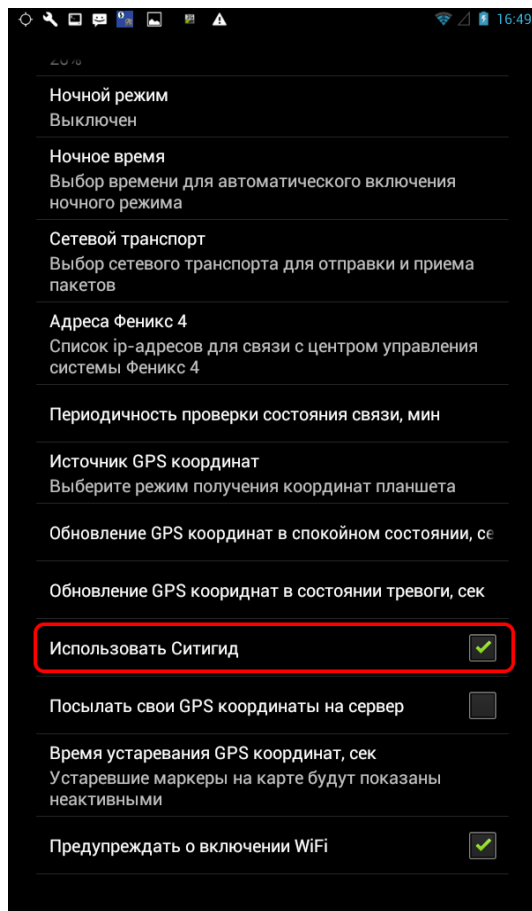 16:49
20%
Ночной режим
Выключен
Ночное время
Выбор времени для автоматического включения
ночного режима
Сетевой транспорт
Выбор сетевого транспорта для отправки и приема
пакетов
Адреса Феникс 4
Список ip-адресов для связи с центром управления
системы Феникс 4
Периодичность проверки состояния связи, мин
Источник GPS координат
Выберите режим получения координат планшета
Обновление GPS координат в спокойном состоянии, се
Обновление GPS коориднат в состоянии тревоги, сек
Использовать Ситигид
Посылать свои GPS координаты на сервер
Время устаревания GPS координат, сек
Устаревшие маркеры на карте будут показаны
неактивными
Предупреждать о включении WiFi